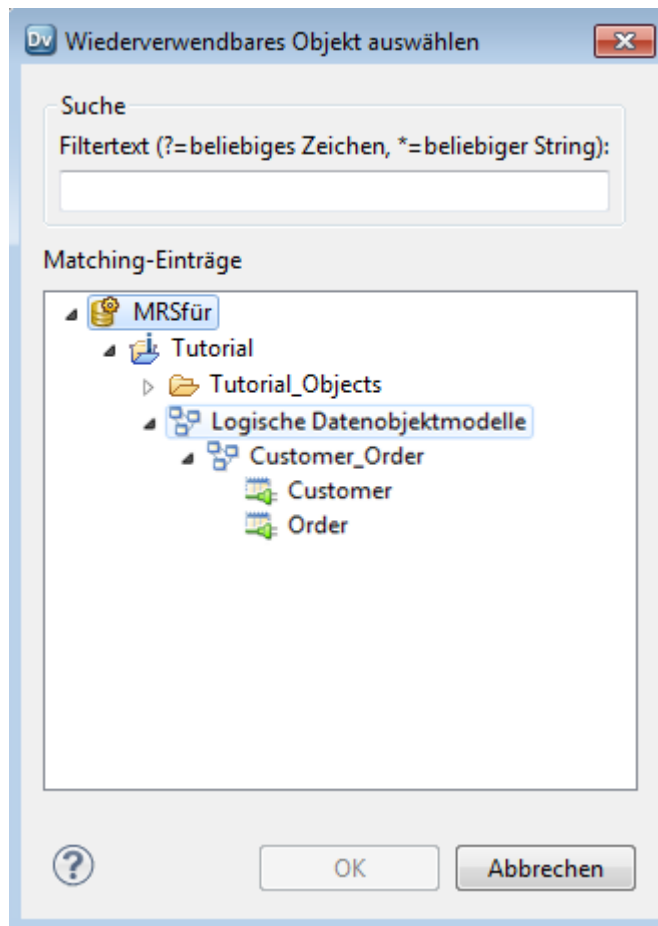 Dv Wiederverwendbares Objekt auswählen
Suche
Filtertext (?=beliebiges Zeichen, *=beliebiger String):
Matching-Einträge
MRSfür
Tutorial
Tutorial_Objects
Logische Datenobjektmodelle
Customer_Order
Customer
Order
?
OK
Abbrechen